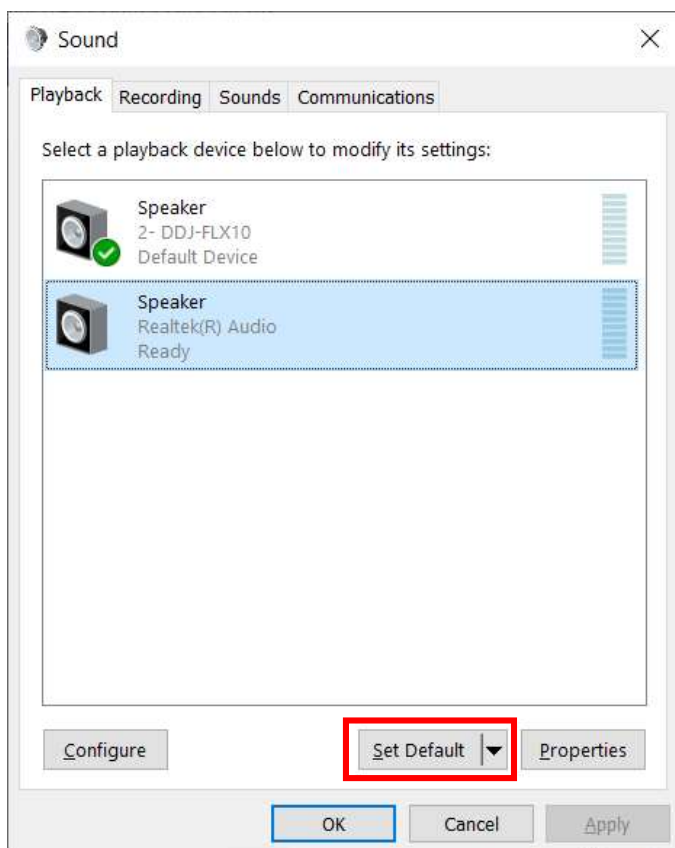 Sound
Playback Recording Sounds Communications
Select a playback device below to modify its settings:
Speaker
2- DDJ-FLX10
Default Device
Speaker
Realtek(R) Audio
Ready
Configure Set Default Properties
OK Cancel Apply